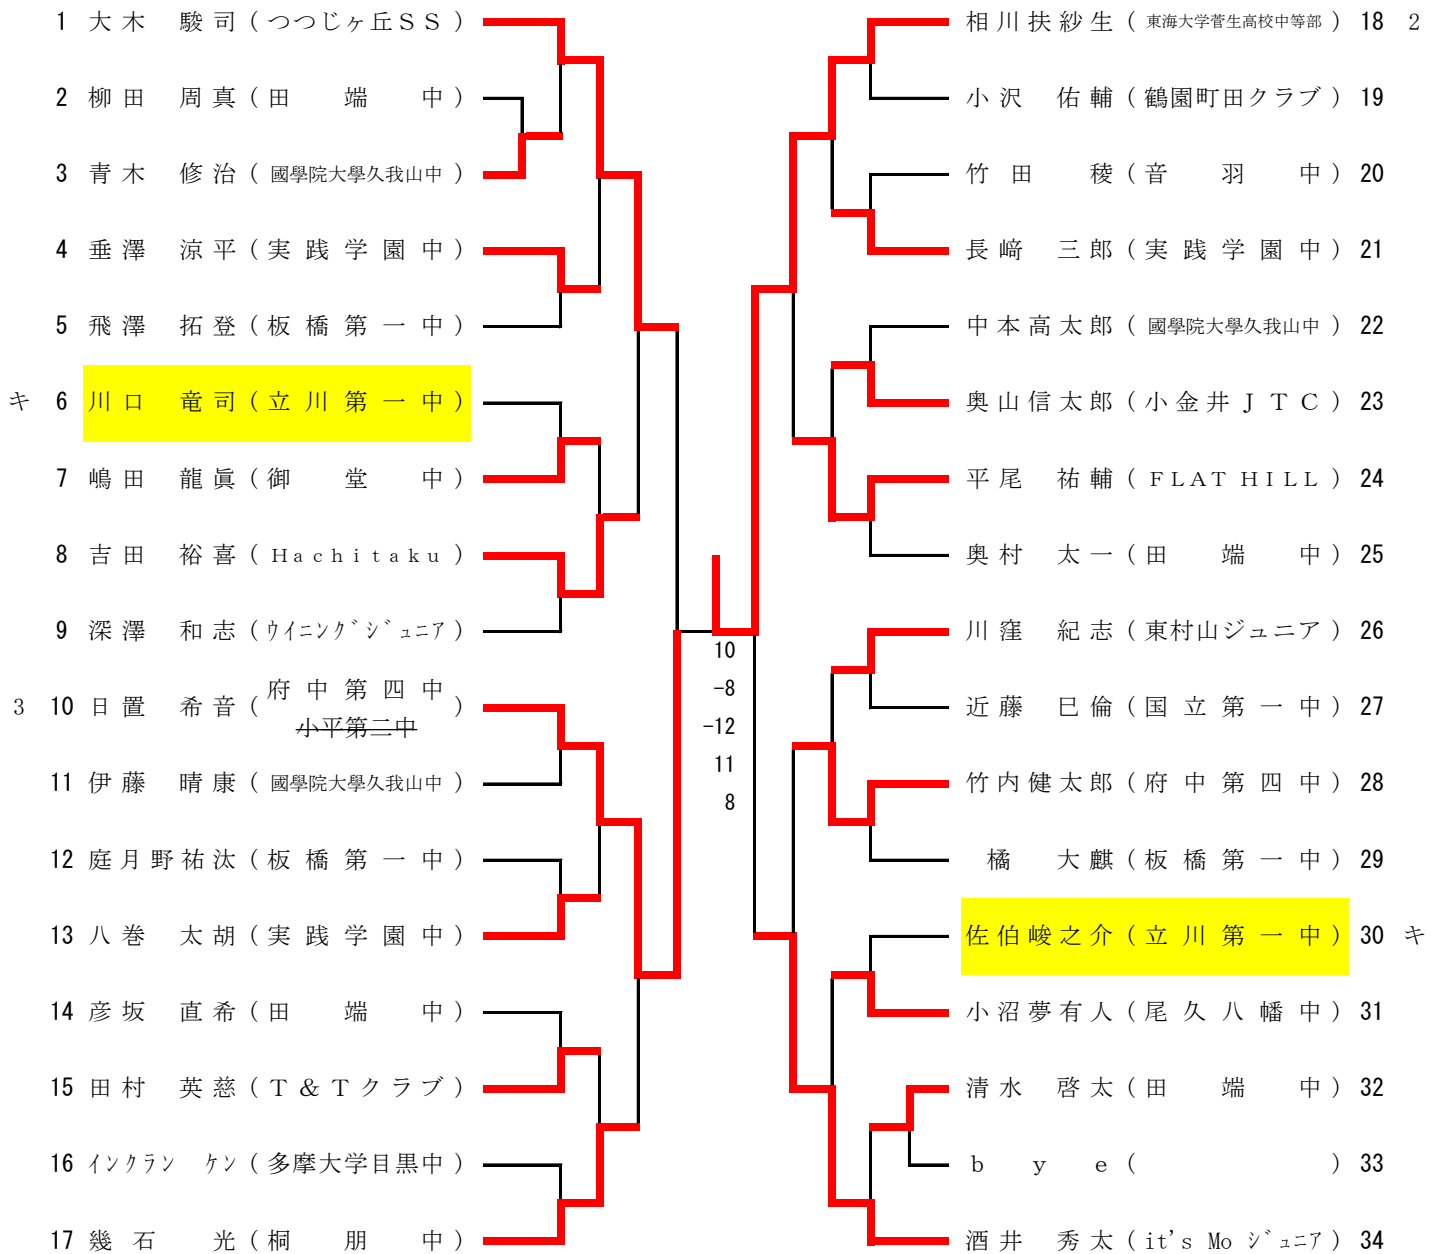 1 大木 駿司(つつじヶ丘SS)
2 柳田 周真(田端中)
3 青木 修治(國學院大學久我山中)
4 垂澤 涼平(実践学園中)
5 飛澤 拓登(板橋第一中)
キ 6 川口 竜司(立川第一中)
7 嶋田 龍眞(御堂中)
8 吉田 裕喜(Hachitaku)
9 深澤 和志(ウイニングジュニア)
3 10 日置 希音(府中第四中 小平第二中)
11 伊藤 晴康(國學院大學久我山中)
12 庭月野祐汰(板橋第一中)
13 八巻 太胡(実践学園中)
14 彦坂 直希(田端中)
15 田村 英慈(T&Tクラブ)
16 インクラン ケン(多摩大学目黒中)
17 幾石 光(桐朋中)
10
-8
-12
11
8
相川扶紗生(東海大学菅生高校中等部) 18 2
小沢 佑輔(鶴園町田クラブ) 19
竹田 稜(音羽中) 20
長﨑 三郎(実践学園中) 21
中本高太郎(國學院大學久我山中) 22
奥山信太郎(小金井JTC) 23
平尾 祐輔(FLAT HILL) 24
奥村 太一(田端中) 25
川窪 紀志(東村山ジュニア) 26
近藤 巳倫(国立第一中) 27
竹内健太郎(府中第四中) 28
橘 大麒(板橋第一中) 29
佐伯峻之介(立川第一中) 30 キ
小沼夢有人(尾久八幡中) 31
清水 啓太(田端中) 32
bye( ) 33
酒井 秀太(it's Mo ジュニア) 34